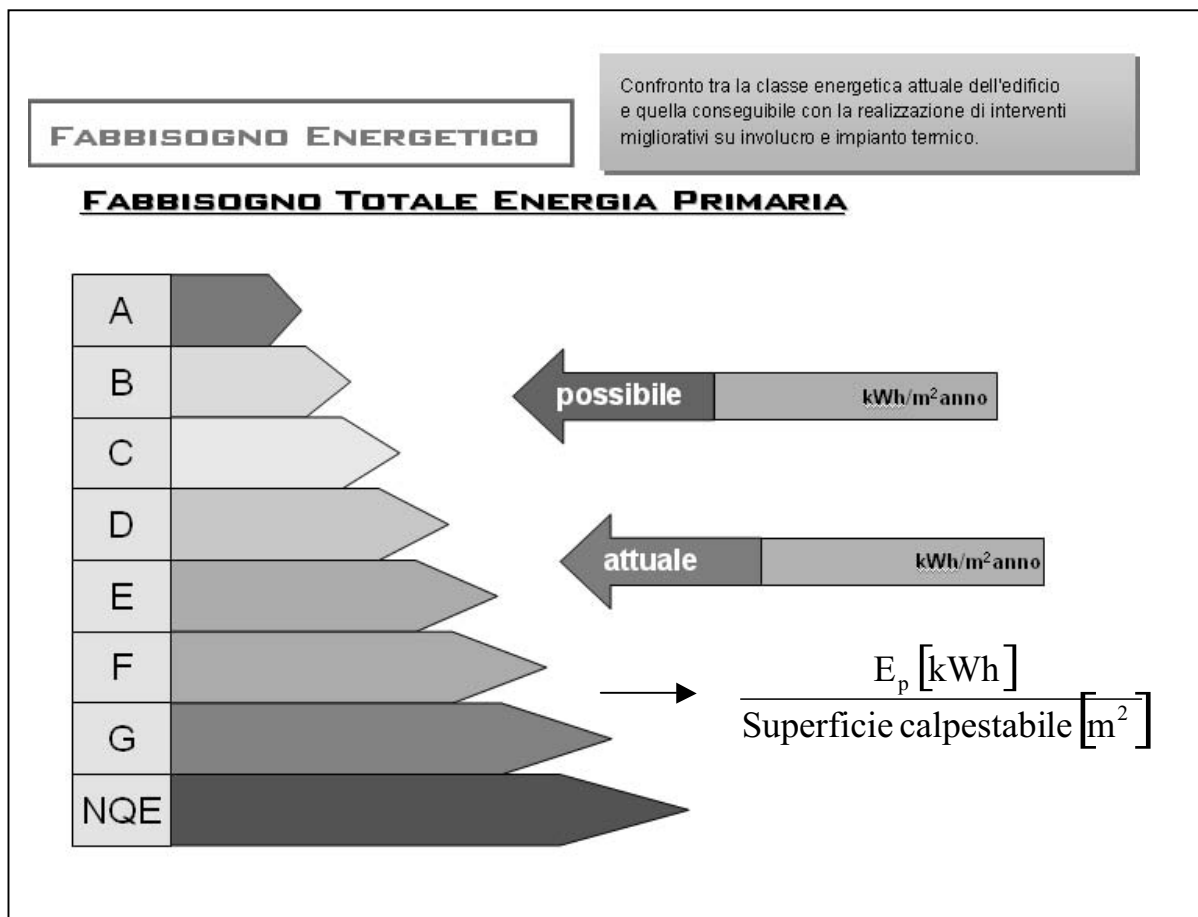 Confronto tra la classe energetica attuale dell'edificio
e quella conseguibile con la realizzazione di interventi
migliorativi su involucro e impianto termico.
FABBISOGNO ENERGETICO
FABBISOGNO TOTALE ENERGIA PRIMARIA
A
B
possibile kWh/m²anno
C
D
attuale kWh/m²anno
E
F
E_p [kWh]
Superficie calpestabile [m²]
G
NQE